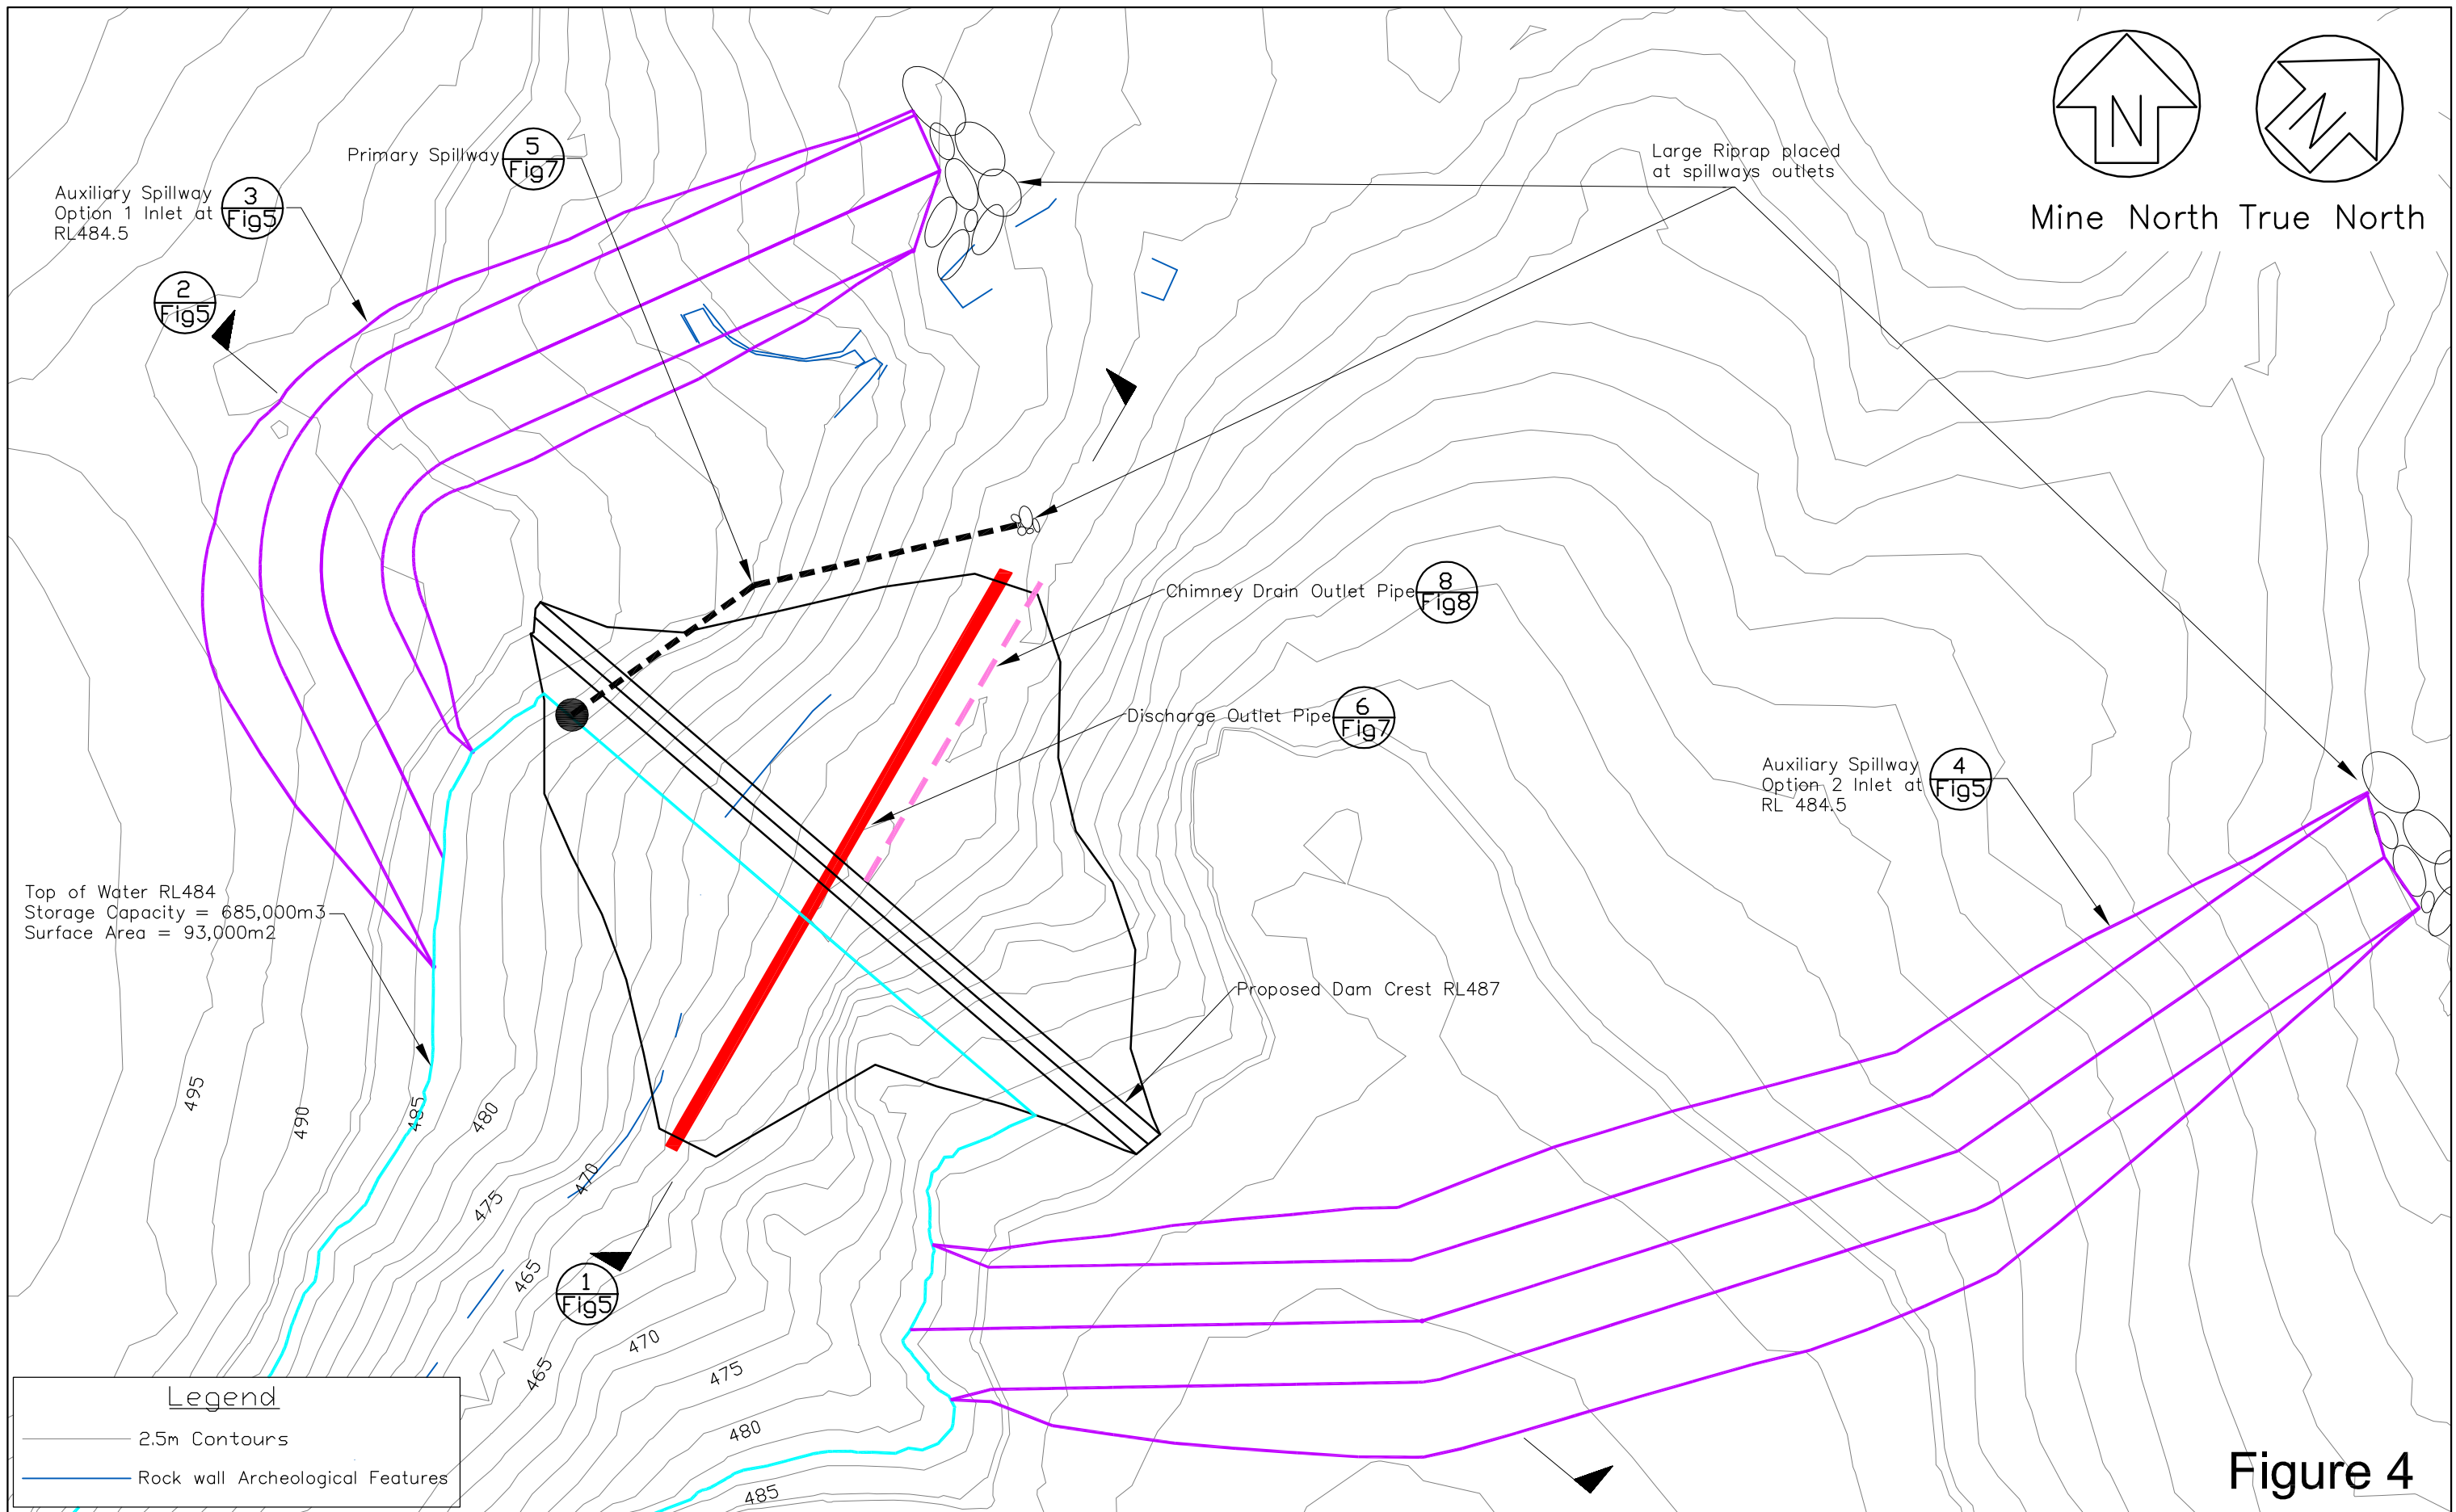 N
N
Mine North
True North
Primary Spillway
5
Fig7
Large Riprap placed
at spillways outlets
Auxiliary Spillway
Option 1 Inlet at
RL484.5
3
Fig5
2
Fig5
Chimney Drain Outlet Pipe
8
Fig8
Discharge Outlet Pipe
6
Fig7
Auxiliary Spillway
Option 2 Inlet at
RL 484.5
4
Fig5
Top of Water RL484
Storage Capacity = 685,000m3
Surface Area = 93,000m2
Proposed Dam Crest RL487
495
490
485
480
475
470
465
1
Fig5
465
470
475
480
485
Legend
2.5m Contours
Rock wall Archeological Features
Figure 4